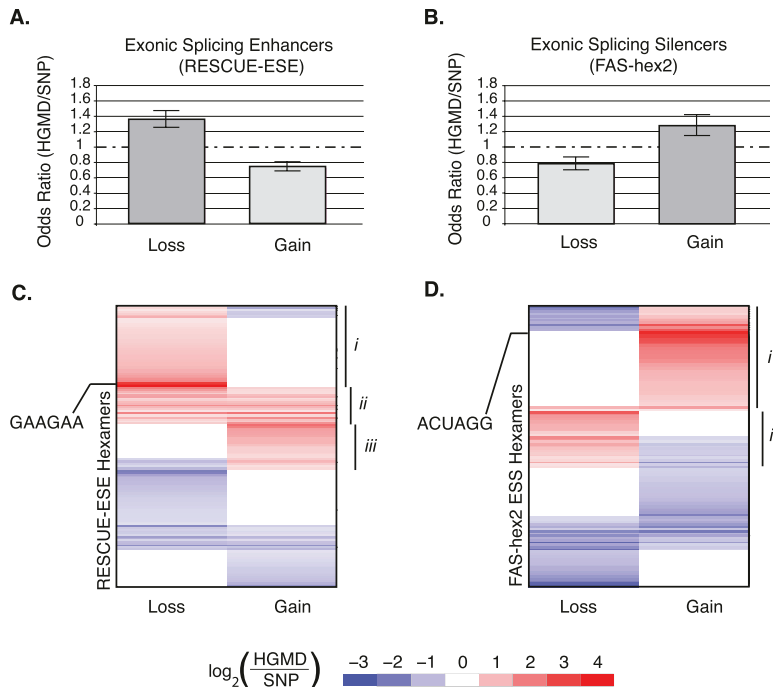 A.
Exonic Splicing Enhancers
(RESCUE-ESE)
Odds Ratio (HGMD/SNP)
1.8
1.6
1.4
1.2
1
0.8
0.6
0.4
0.2
0
Loss
Gain
B.
Exonic Splicing Silencers
(FAS-hex2)
Odds Ratio (HGMD/SNP)
1.8
1.6
1.4
1.2
1
0.8
0.6
0.4
0.2
0
Loss
Gain
C.
RESCUE-ESE Hexamers
GAAGAA
i
ii
iii
Loss
Gain
D.
FAS-hex2 ESS Hexamers
ACUAGG
i
i
Loss
Gain
log2(HGMD/SNP)
−3 −2 −1 0 1 2 3 4